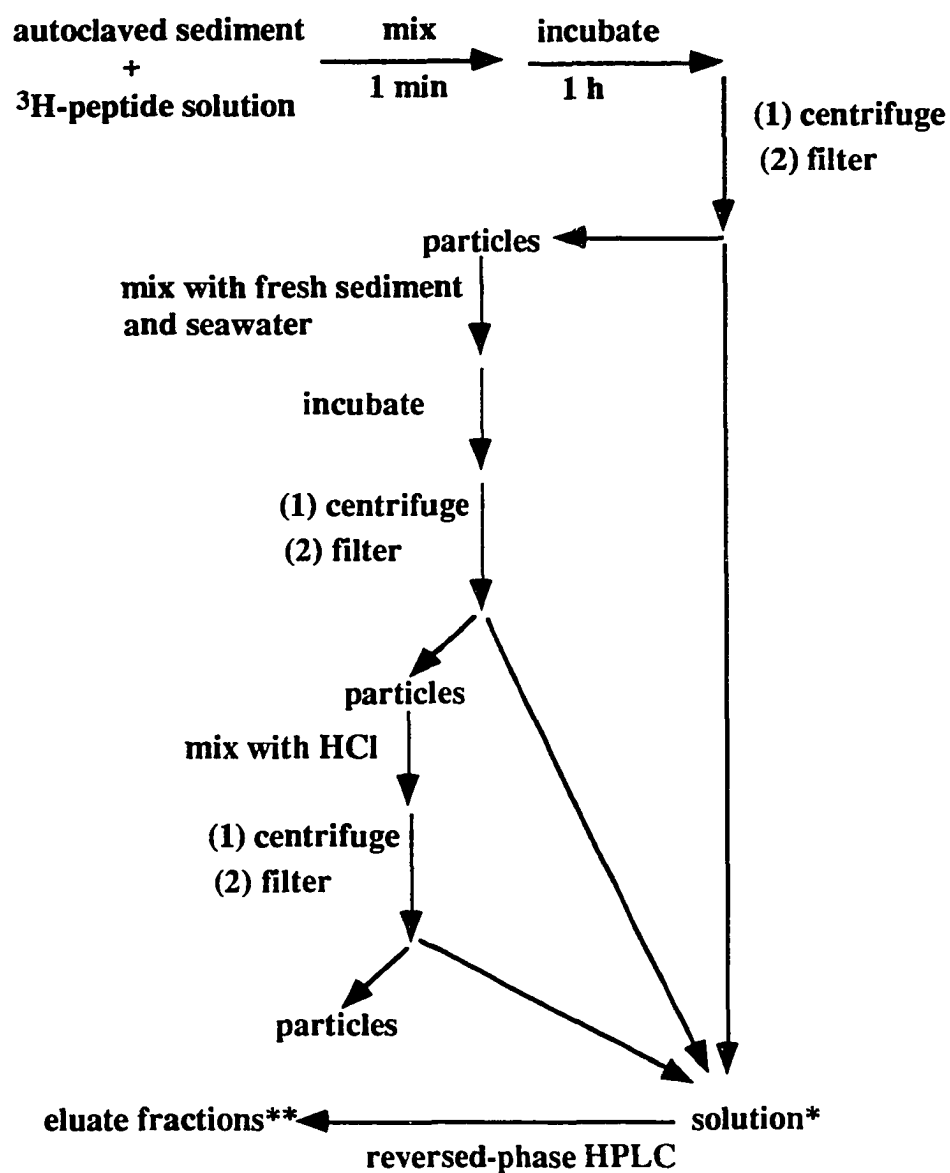 autoclaved sediment
+
³H-peptide solution
mix
1 min
incubate
1 h
(1) centrifuge
(2) filter
particles
mix with fresh sediment
and seawater
incubate
(1) centrifuge
(2) filter
particles
mix with HCl
(1) centrifuge
(2) filter
particles
eluate fractions**
solution*
reversed-phase HPLC